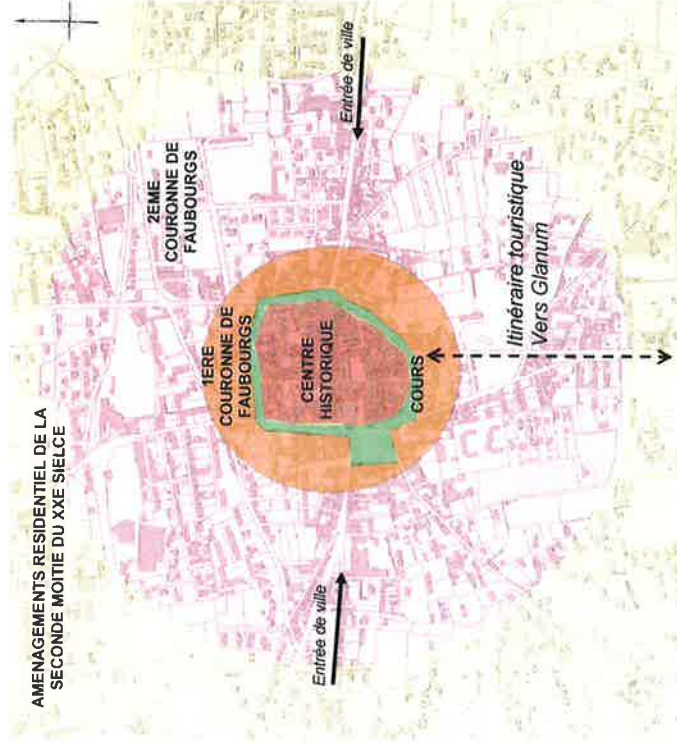 AMENAGEMENTS RESIDENTIEL DE LA
SECONDE MOITIE DU XXE SIELCE
2EME
COURONNE DE
FAUBOURGS
1ERE
COURONNE DE
FAUBOURGS
CENTRE
HISTORIQUE
COURS
Entrée de ville
Entrée de ville
Itinéraire touristique
Vers Glanum